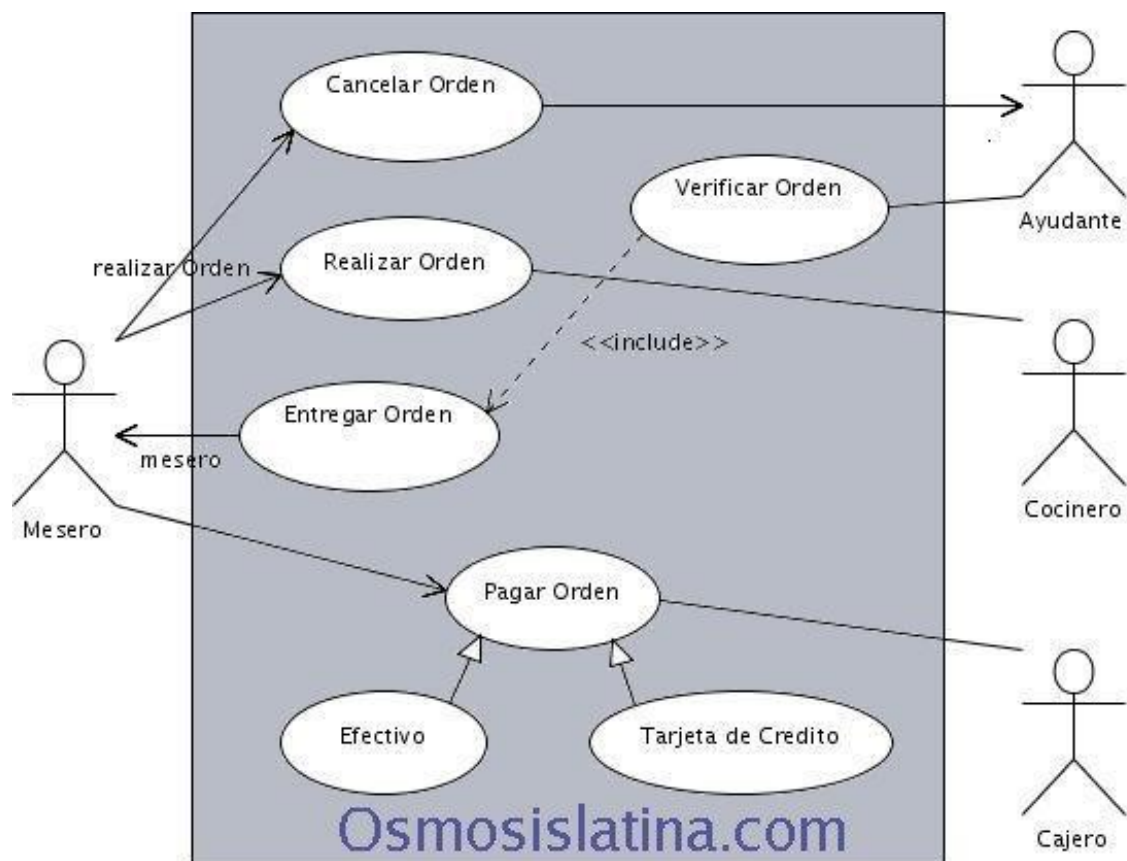 Cancelar Orden
Verificar Orden
Ayudante
realizar Orden
Realizar Orden
<<include>>
Entregar Orden
mesero
Mesero
Cocinero
Pagar Orden
Efectivo
Tarjeta de Credito
Osmosislatina.com
Cajero